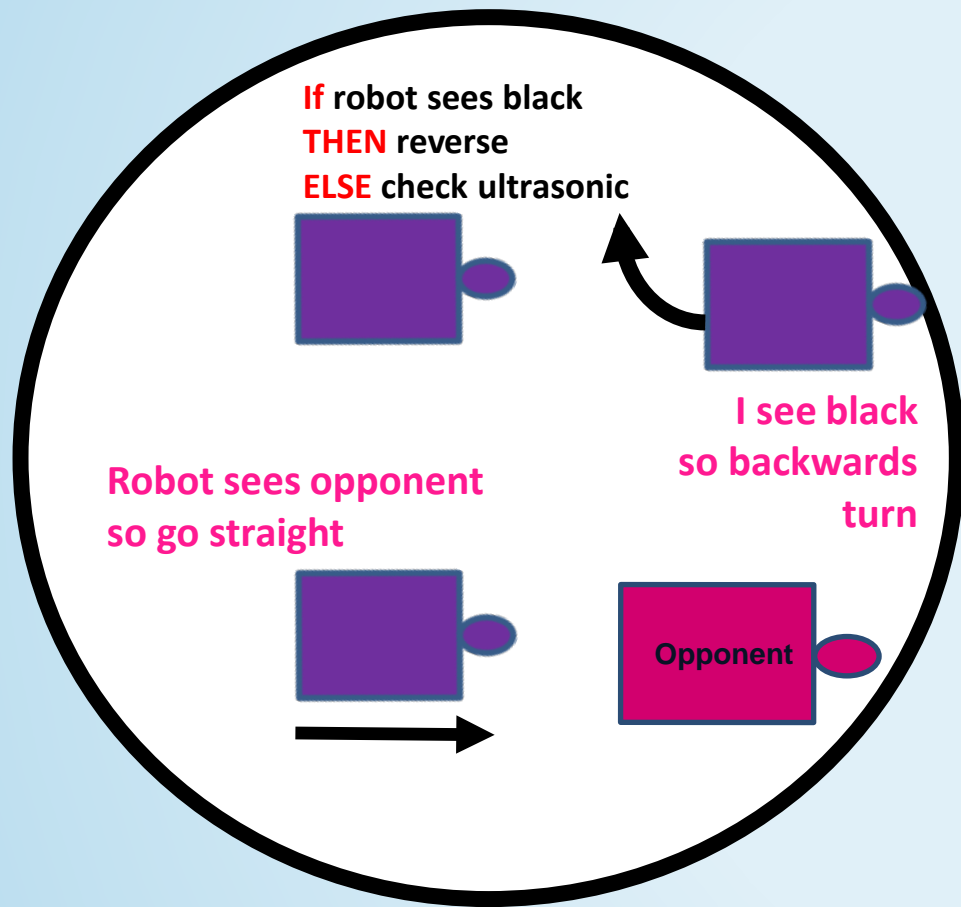 If robot sees black
THEN reverse
ELSE check ultrasonic
I see black
so backwards
turn
Robot sees opponent
so go straight
Opponent